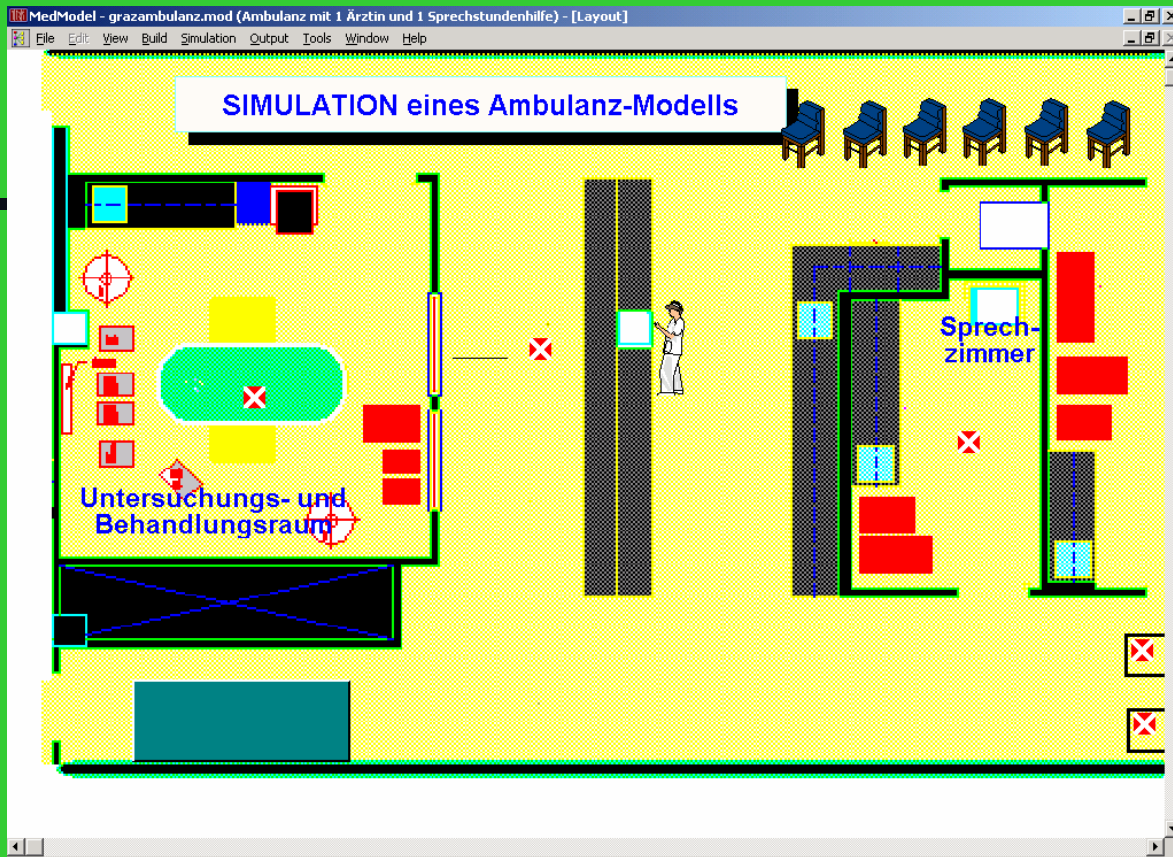 MedModel - grazambulanz.mod (Ambulanz mit 1 Ärztin und 1 Sprechstundenhilfe) - [Layout]
File Edit View Build Simulation Output Tools Window Help
SIMULATION eines Ambulanz-Modells
Sprech-
zimmer
Untersuchungs- und
Behandlungsraum